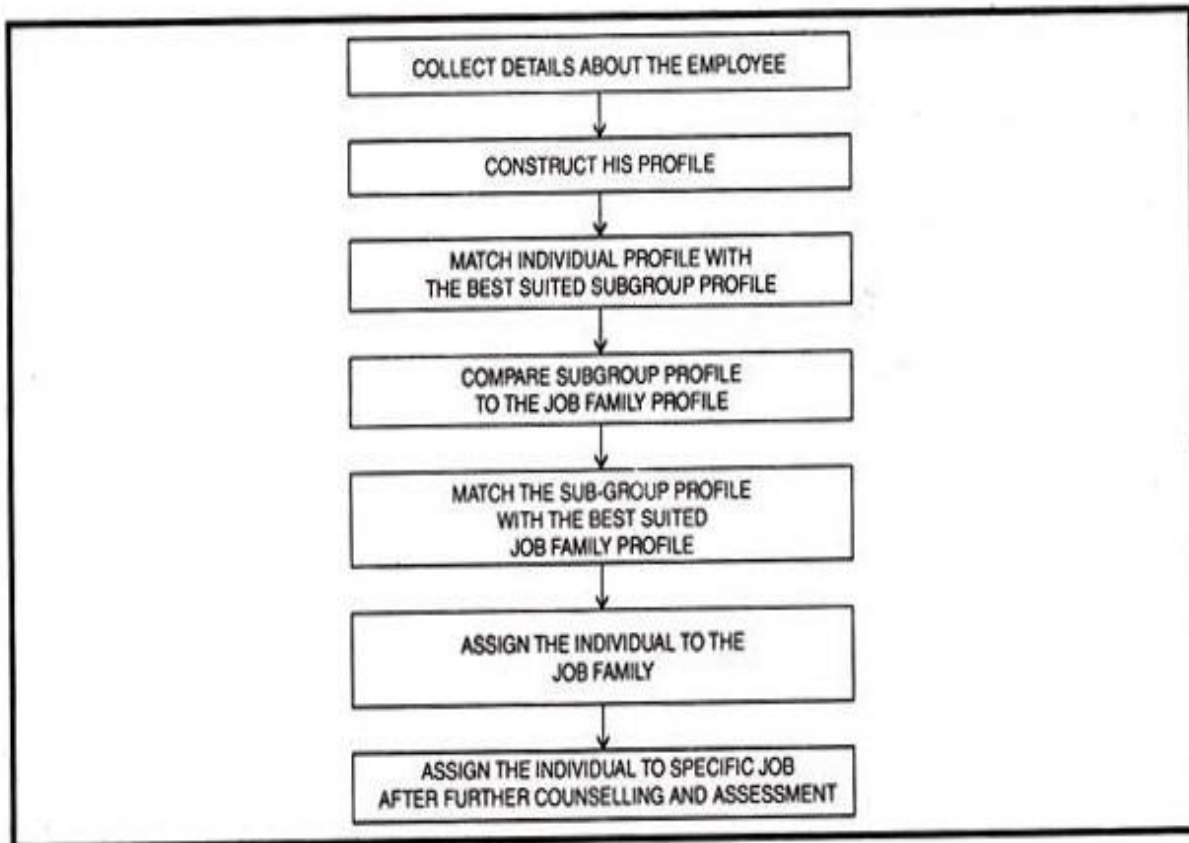 COLLECT DETAILS ABOUT THE EMPLOYEE
CONSTRUCT HIS PROFILE
MATCH INDIVIDUAL PROFILE WITH
THE BEST SUITED SUBGROUP PROFILE
COMPARE SUBGROUP PROFILE
TO THE JOB FAMILY PROFILE
MATCH THE SUB-GROUP PROFILE
WITH THE BEST SUITED
JOB FAMILY PROFILE
ASSIGN THE INDIVIDUAL TO THE
JOB FAMILY
ASSIGN THE INDIVIDUAL TO SPECIFIC JOB
AFTER FURTHER COUNSELLING AND ASSESSMENT